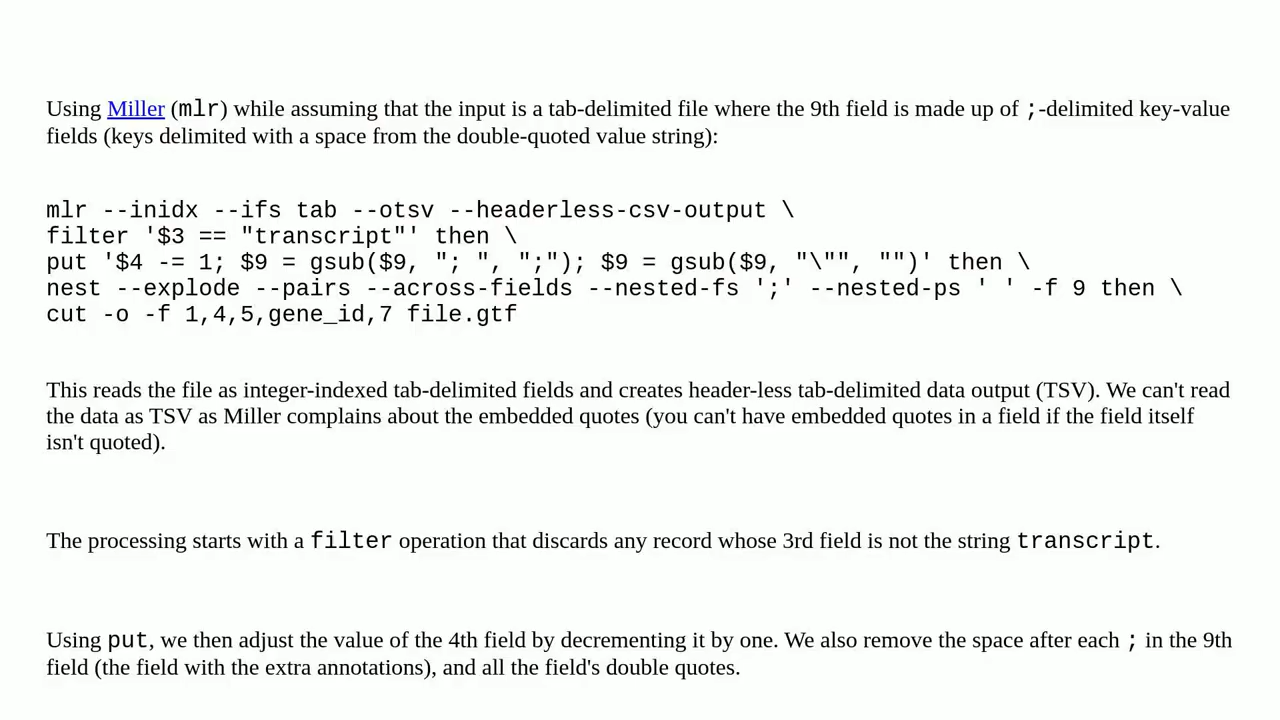 Using Miller (mlr) while assuming that the input is a tab-delimited file where the 9th field is made up of ;-delimited key-value
fields (keys delimited with a space from the double-quoted value string):
mlr --inidx --ifs tab --otsv --headerless-csv-output \
filter '$3 == "transcript"' then \
put '$4 -= 1; $9 = gsub($9, "; ", ";"); $9 = gsub($9, "\"", "")' then \
nest --explode --pairs --across-fields --nested-fs ';' --nested-ps ' ' -f 9 then \
cut -o -f 1,4,5,gene_id,7 file.gtf
This reads the file as integer-indexed tab-delimited fields and creates header-less tab-delimited data output (TSV). We can't read
the data as TSV as Miller complains about the embedded quotes (you can't have embedded quotes in a field if the field itself
isn't quoted).
The processing starts with a filter operation that discards any record whose 3rd field is not the string transcript.
Using put, we then adjust the value of the 4th field by decrementing it by one. We also remove the space after each ; in the 9th
field (the field with the extra annotations), and all the field's double quotes.